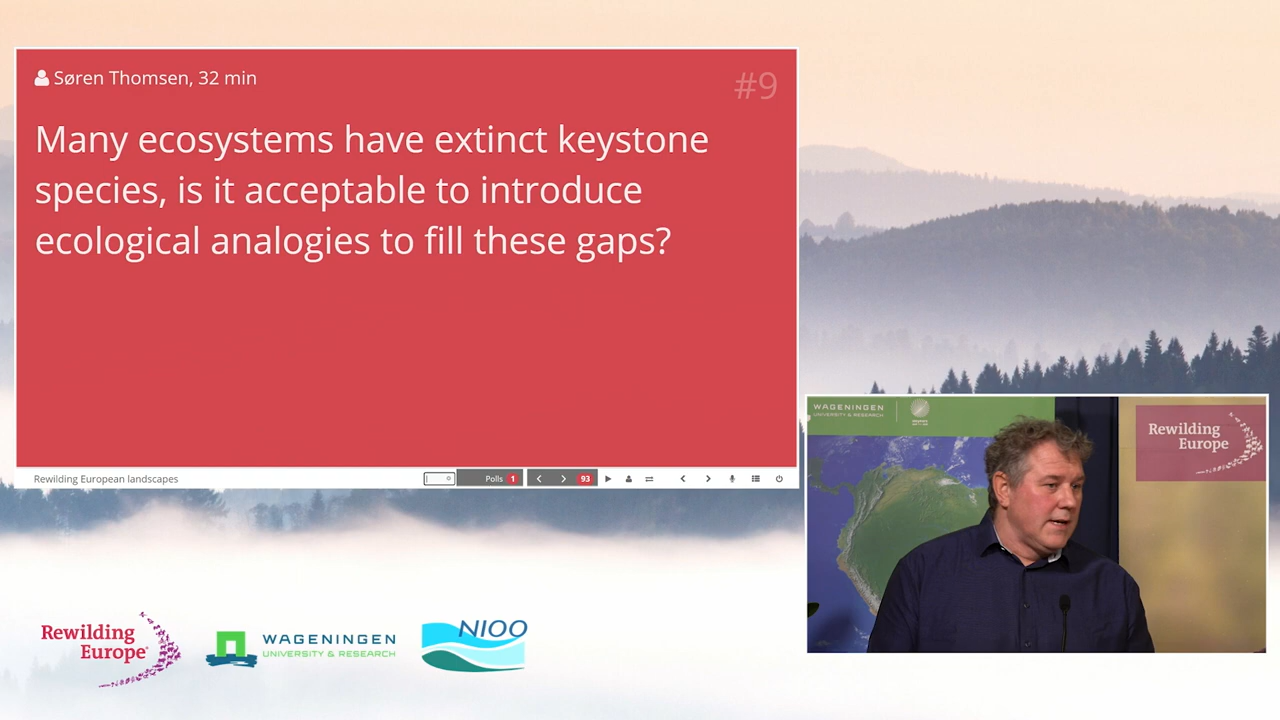 Søren Thomsen, 32 min
#9
Many ecosystems have extinct keystone
species, is it acceptable to introduce
ecological analogies to fill these gaps?
Rewilding European landscapes
Polls 1
93
WAGENINGEN
UNIVERSITY & RESEARCH
Rewilding
Europe
Rewilding
Europe
WAGENINGEN
UNIVERSITY & RESEARCH
NIOO